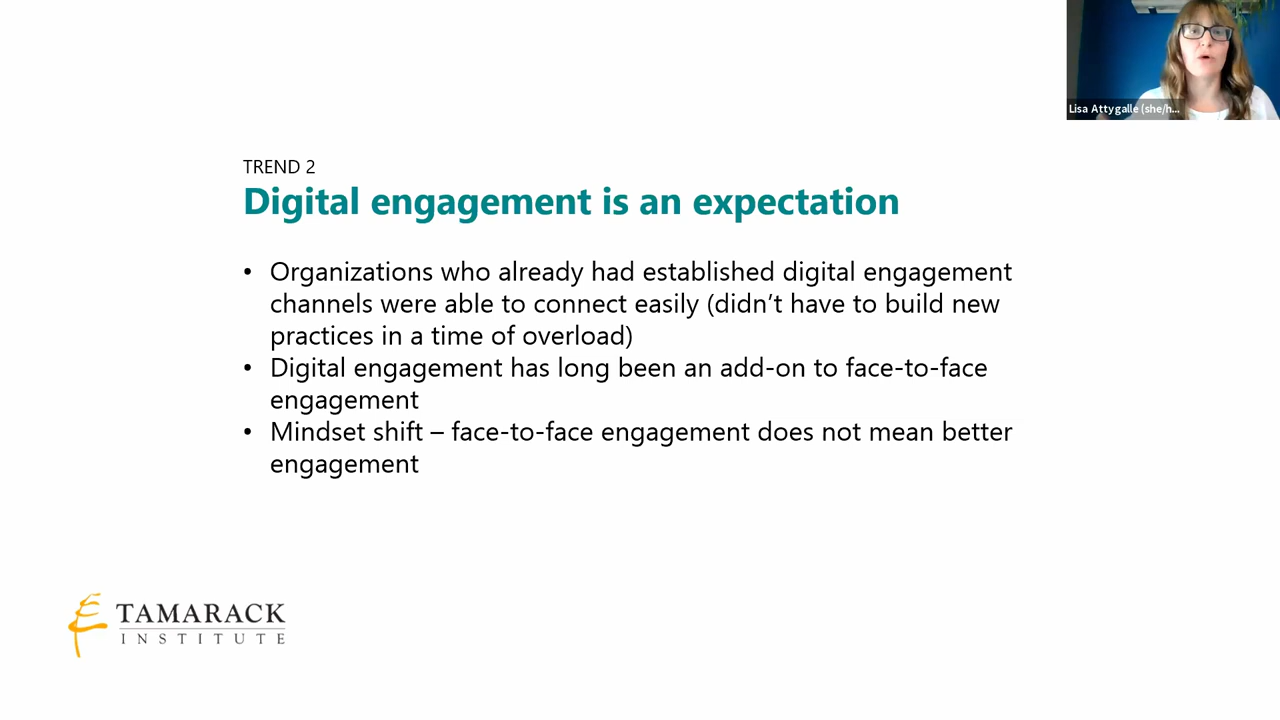 Lisa Attygalle (she/h...
TREND 2
Digital engagement is an expectation
• Organizations who already had established digital engagement
channels were able to connect easily (didn’t have to build new
practices in a time of overload)
• Digital engagement has long been an add-on to face-to-face
engagement
• Mindset shift – face-to-face engagement does not mean better
engagement
TAMARACK
INSTITUTE